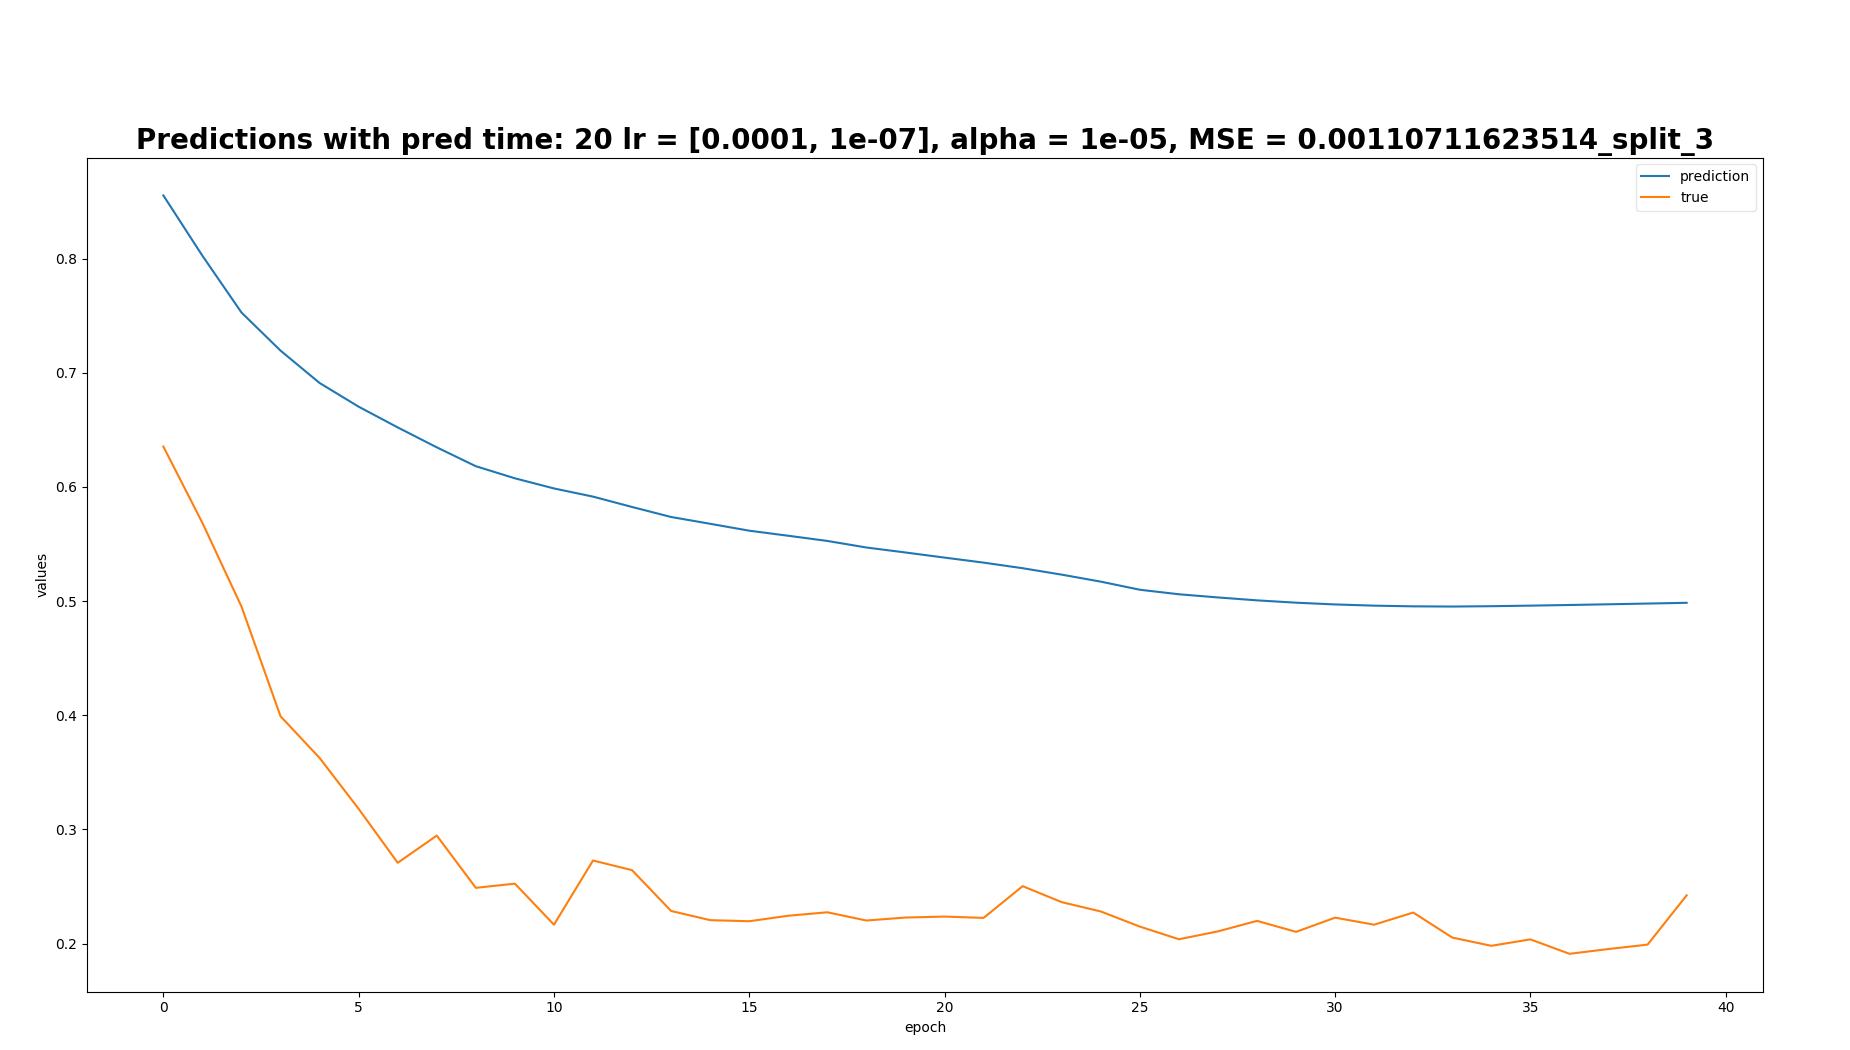 Predictions with pred time: 20 lr = [0.0001, 1e-07], alpha = 1e-05, MSE = 0.00110711623514_split_3
prediction
true
0.8
0.7
0.6
0.5
0.4
0.3
0.2
values
0 5 10 15 20 25 30 35 40
epoch